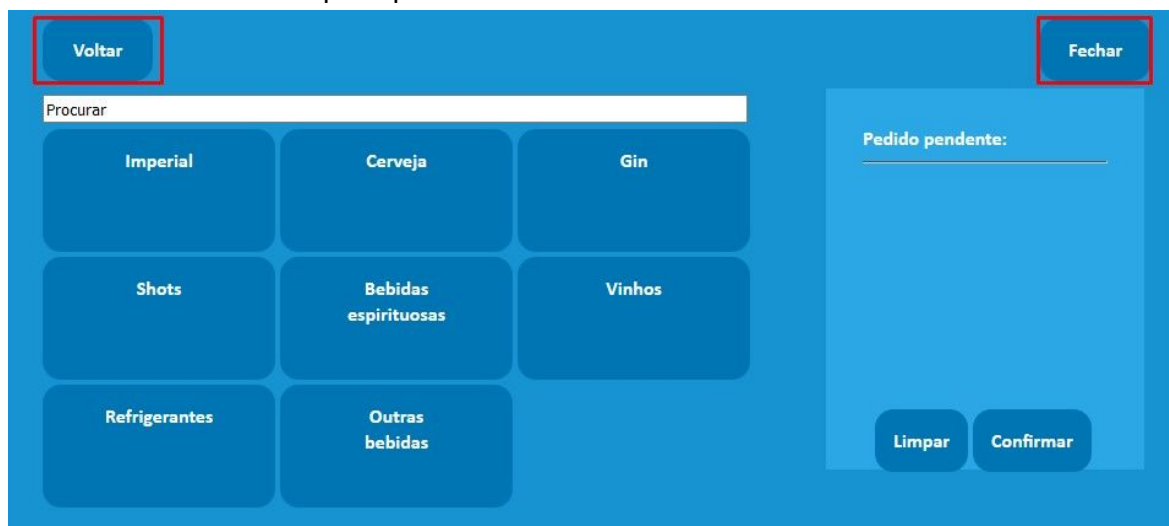 Voltar
Fechar
Procurar
Imperial
Cerveja
Gin
Pedido pendente:
Shots
Bebidas
espirituosas
Vinhos
Refrigerantes
Outras
bebidas
Limpar
Confirmar